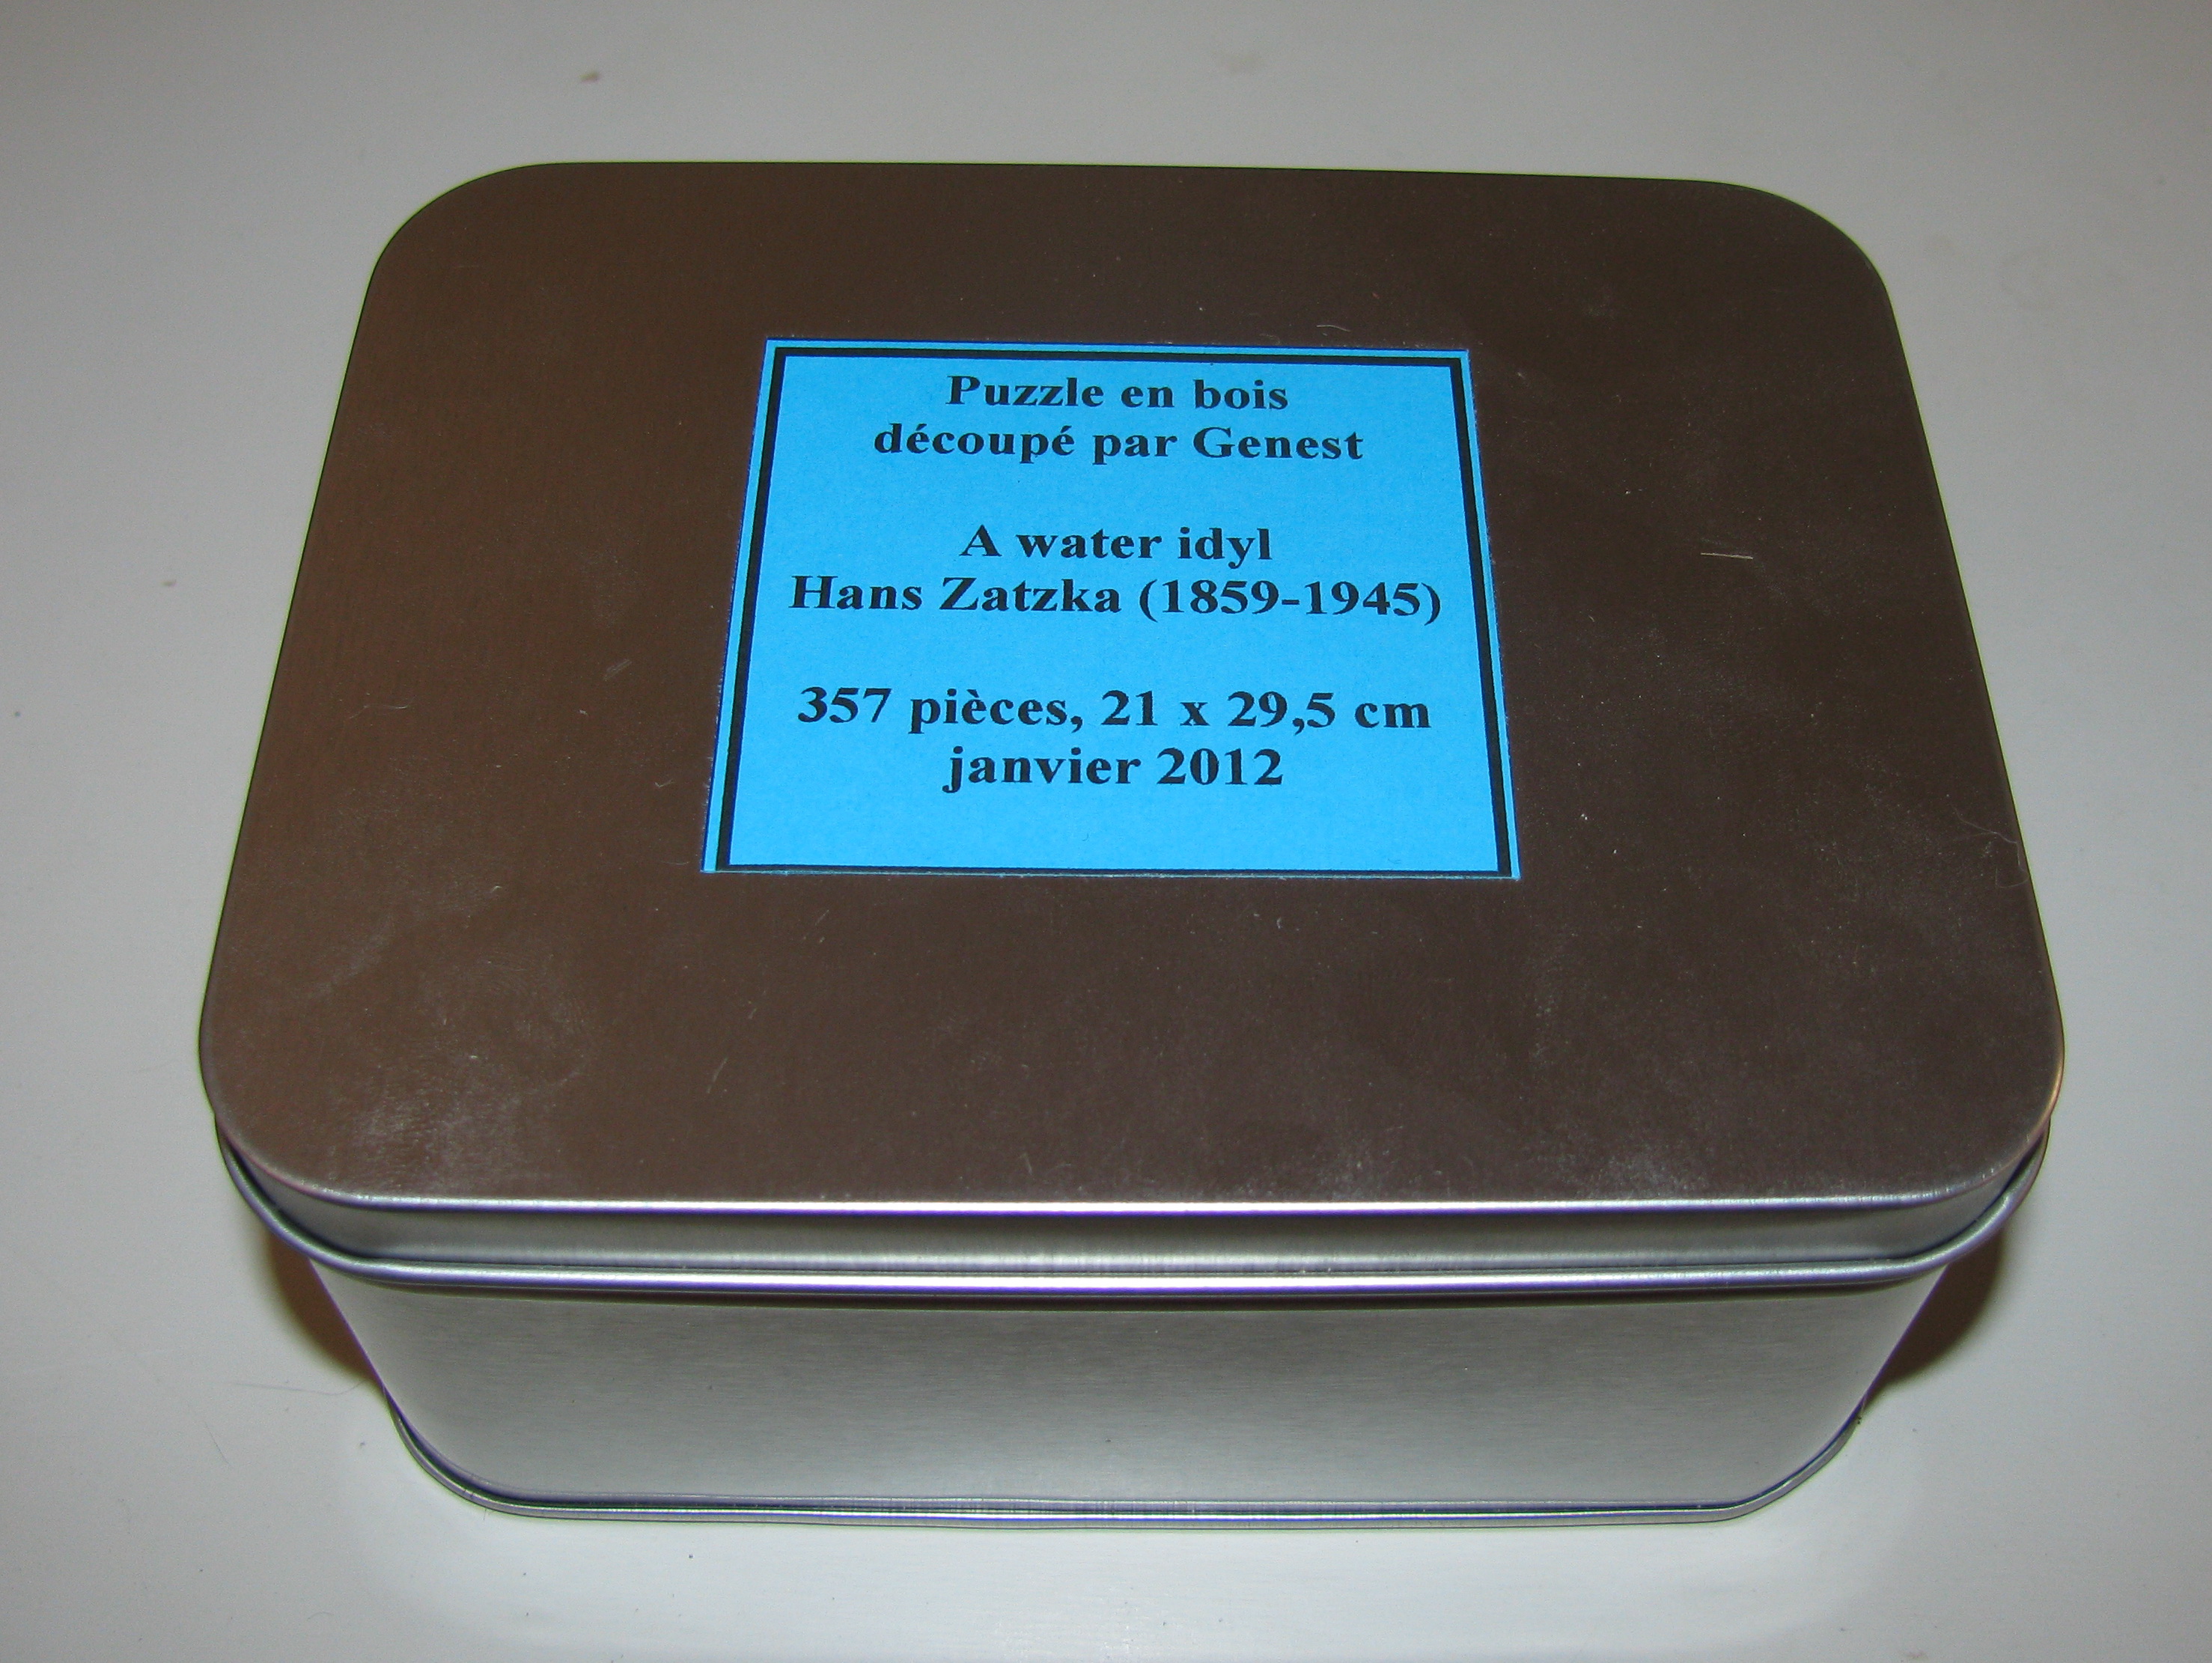 Puzzle en bois
découpé par Genest
A water idyl
Hans Zatzka (1859-1945)
357 pièces, 21 x 29,5 cm
janvier 2012